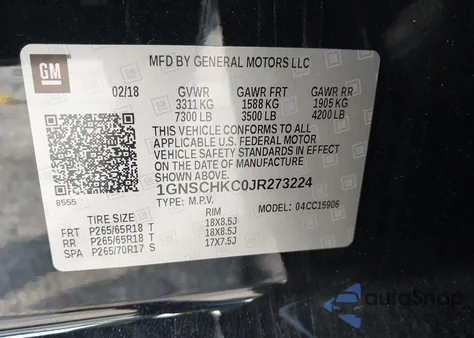 GM
MFD BY GENERAL MOTORS LLC
02/18 GVWR GAWR FRT GAWR RR
3311 KG 1588 KG 1905 KG
7300 LB 3500 LB 4200 LB
THIS VEHICLE CONFORMS TO ALL
APPLICABLE U.S. FEDERAL MOTOR
VEHICLE SAFETY STANDARDS IN
EFFECT ON THE DATE OF
MANUFACTURE SHOWN ABOVE.
1GNSCHKC0JR273224
8555 TYPE: M.P.V. MODEL: 04CC15906
TIRE SIZE RIM
FRT P265/65R18 T 18X8.5J
RR P265/65R18 T 18X8.5J
SPA P265/70R17 S 17X7.5J
autoSnap